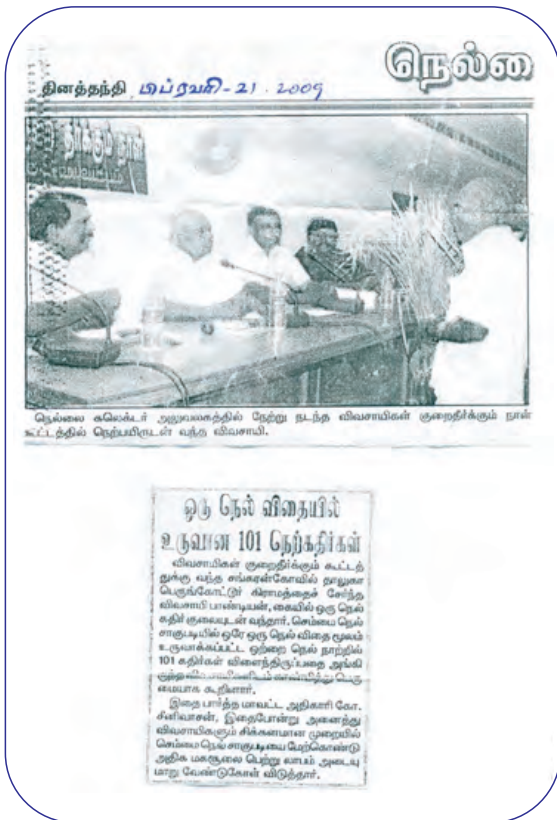 நெல்லை
தினத்தந்தி பிப்ரவரி - 21 . 2009
தீர்க்கும் நாள்
நெல்லை கலெக்டர் அலுவலகத்தில் நேற்று நடந்த விவசாயிகள் குறைதீர்க்கும் நாள்
கூட்டத்தில் நெற்பயிருடன் வந்த விவசாயி.
ஒரு நெல் விதையில்
உருவான 101 நெற்கதிர்கள்
விவசாயிகள் குறைதீர்க்கும் கூட்டத்
துக்கு வந்த சங்கரன்கோவில் தாலுகா
பெருங்கோட்டூர் கிராமத்தைச் சேர்ந்த
விவசாயி பாண்டியன், கையில் ஒரு நெல்
கதிர் குலையுடன் வந்தார். செம்மை நெல்
சாகுபடியில் ஒரே ஒரு நெல் விதை மூலம்
உருவாக்கப்பட்ட ஒற்றை நெல் நாற்றில்
101 கதிர்கள் விளைந்திருப்பதை அங்கி
பெரு
மையாக கூறினார்.
இதை பார்த்த மாவட்ட அதிகாரி கோ.
சீனிவாசன், இதைபோன்று அனைத்து
விவசாயிகளும் சிக்கனமான முறையில்
செம்மை நெல் சாகுபடியை மேற்கொண்டு
அதிக மகசூலை பெற்று லாபம் அடையு
மாறு வேண்டுகோள் விடுத்தார்.